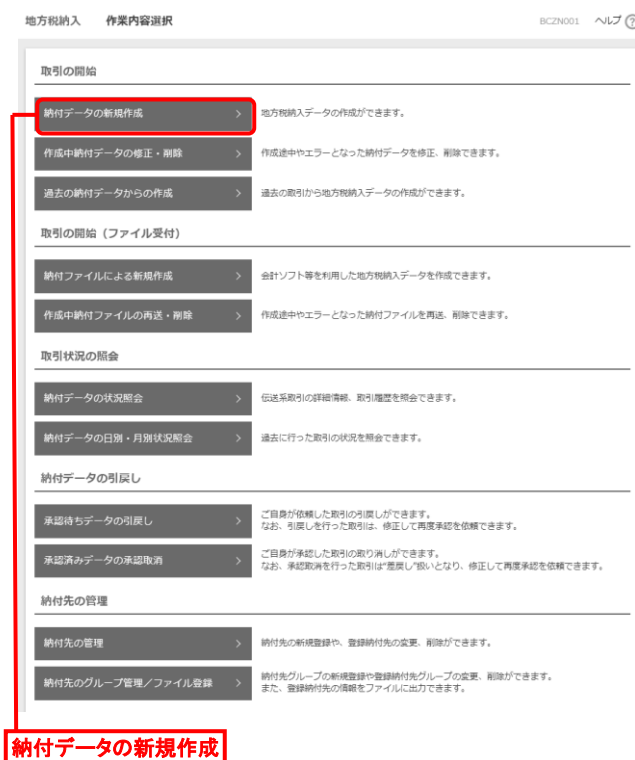 地方税納入 作業内容選択 BCZN001 ヘルプ ?
取引の開始
納付データの新規作成 > 地方税納入データの作成ができます。
作成中納付データの修正・削除 > 作成途中やエラーとなった納付データを修正、削除できます。
過去の納付データからの作成 > 過去の取引から地方税納入データの作成ができます。
取引の開始（ファイル受付）
納付ファイルによる新規作成 > 会計ソフト等を利用した地方税納入データを作成できます。
作成中納付ファイルの再送・削除 > 作成途中やエラーとなった納付ファイルを再送、削除できます。
取引状況の照会
納付データの状況照会 > 伝送系取引の詳細情報、取引履歴を照会できます。
納付データの日別・月別状況照会 > 過去に行った取引の状況を照会できます。
納付データの引戻し
承認待ちデータの引戻し > ご自身が依頼した取引の引戻しができます。
なお、引戻しを行った取引は、修正して再度承認を依頼できます。
承認済みデータの承認取消 > ご自身が承認した取引の取り消しができます。
なお、承認取消を行った取引は“差戻し”扱いとなり、修正して再度承認を依頼できます。
納付先の管理
納付先の管理 > 納付先の新規登録や、登録納付先の変更、削除ができます。
納付先のグループ管理／ファイル登録 > 納付先グループの新規登録や登録納付先グループの変更、削除ができます。
また、登録納付先の情報をファイルに出力できます。
納付データの新規作成